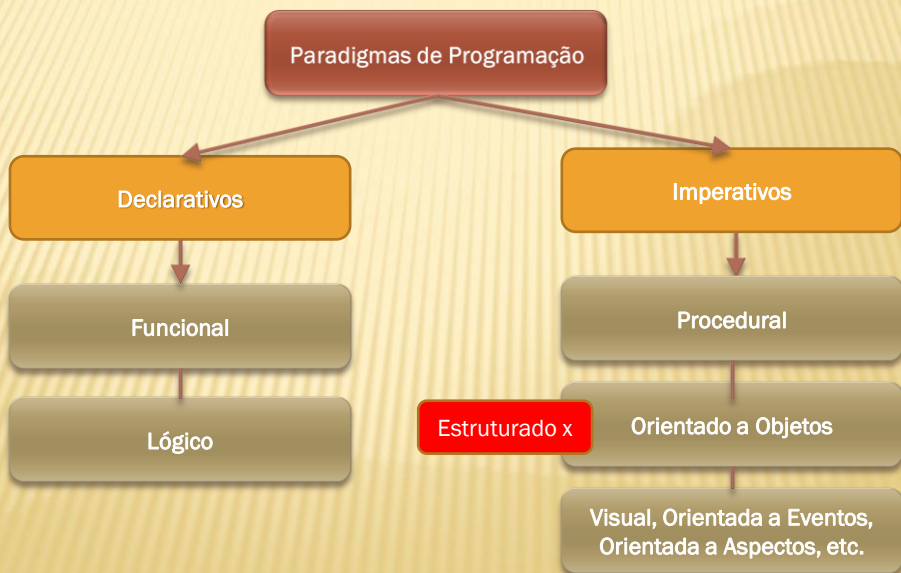 Paradigmas de Programação
Declarativos
Imperativos
Funcional
Procedural
Lógico
Estruturado x
Orientado a Objetos
Visual, Orientada a Eventos,
Orientada a Aspectos, etc.